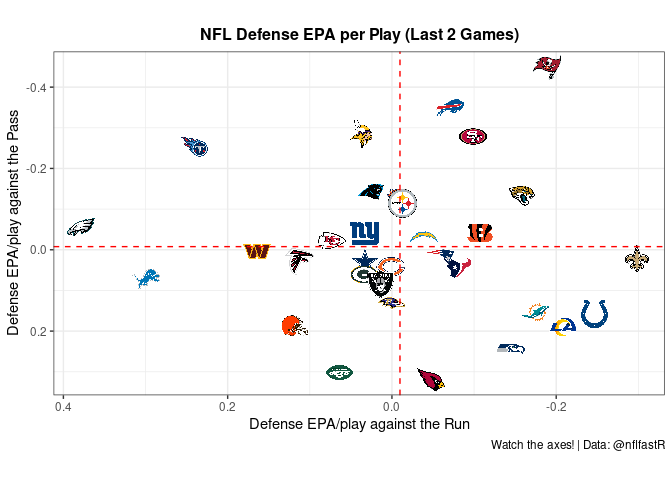 NFL Defense EPA per Play (Last 2 Games)
Defense EPA/play against the Pass
-0.4
-0.2
0.0
0.2
ny
0.4
0.2
0.0
-0.2
Defense EPA/play against the Run
Watch the axes! | Data: @nflfastR